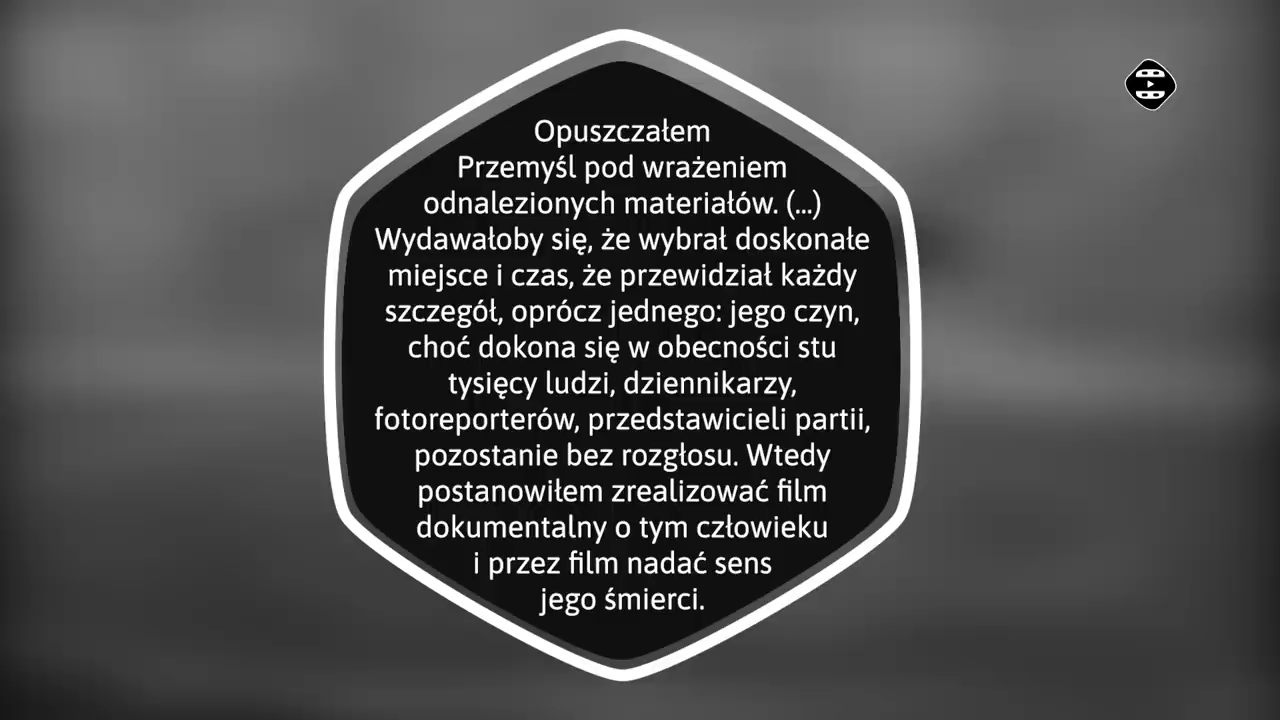 Opuszczałem
Przemyśl pod wrażeniem
odnalezionych materiałów. (...)
Wydawałoby się, że wybrał doskonałe
miejsce i czas, że przewidział każdy
szczegół, oprócz jednego: jego czyn,
choć dokona się w obecności stu
tysięcy ludzi, dziennikarzy,
fotoreporterów, przedstawicieli partii,
pozostanie bez rozgłosu. Wtedy
postanowiłem zrealizować film
dokumentalny o tym człowieku
i przez film nadać sens
jego śmierci.